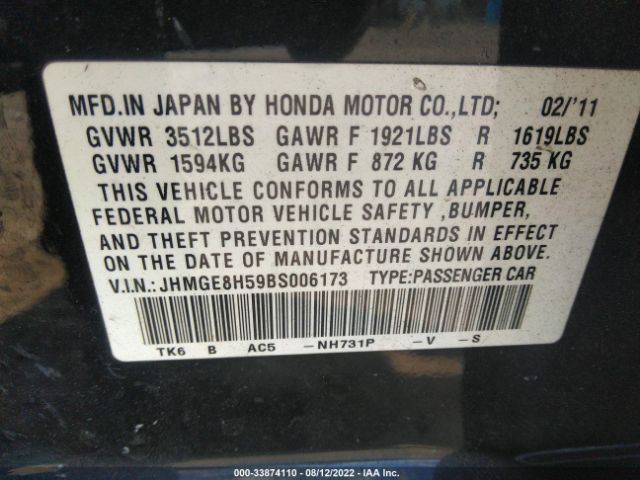 MFD.IN JAPAN BY HONDA MOTOR CO.,LTD; 02/'11
GVWR 3512LBS GAWR F 1921LBS R 1619LBS
GVWR 1594KG GAWR F 872 KG R 735 KG
THIS VEHICLE CONFORMS TO ALL APPLICABLE
FEDERAL MOTOR VEHICLE SAFETY ,BUMPER,
AND THEFT PREVENTION STANDARDS IN EFFECT
ON THE DATE OF MANUFACTURE SHOWN ABOVE.
V.I.N.:JHMGE8H59BS006173 TYPE:PASSENGER CAR
TK6 B AC5 -NH731P -V -S
000-33874110 - 08/12/2022 - IAA Inc.